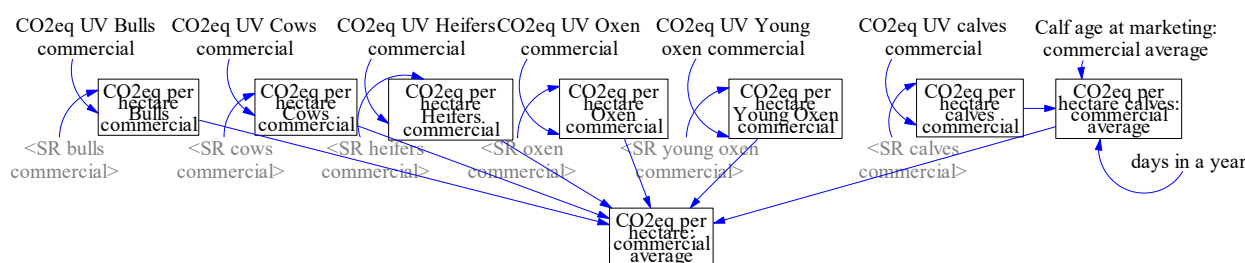 CO2eq UV Bulls
commercial
CO2eq UV Cows
commercial
CO2eq UV Heifers
commercial
CO2eq UV Oxen
commercial
CO2eq UV Young
oxen commercial
CO2eq UV calves
commercial
Calf age at marketing:
commercial average
CO2eq per
hectare
Bulls
commercial
CO2eq per
hectare
Cows
commercial
CO2eq per
hectare
Heifers
commercial
CO2eq per
hectare
Oxen
commercial
CO2eq per
hectare
Young Oxen
commercial
CO2eq per
hectare
calves
commercial
CO2eq per
hectare calves:
commercial
average
<SR bulls
commercial>
<SR cows
commercial>
<SR heifers
commercial>
<SR oxen
commercial>
<SR young oxen
commercial>
<SR calves
commercial>
days in a year
CO2eq per
hectare:
commercial
average